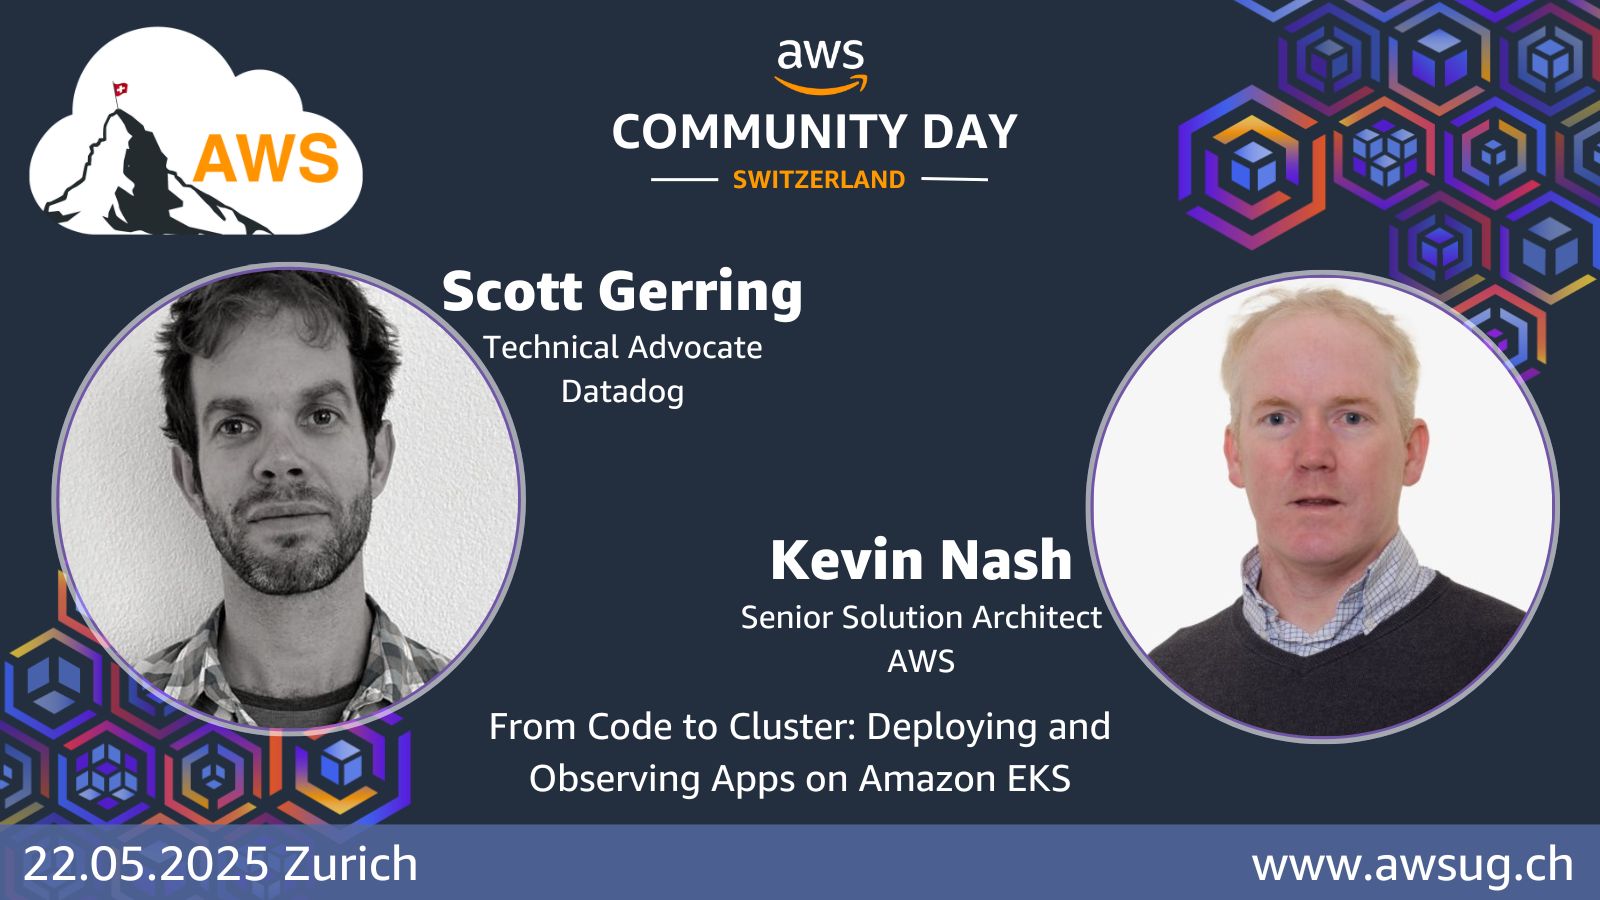 AWS
aws
COMMUNITY DAY
SWITZERLAND
Scott Gerring
Technical Advocate
Datadog
Kevin Nash
Senior Solution Architect
AWS
From Code to Cluster: Deploying and
Observing Apps on Amazon EKS
22.05.2025 Zurich
www.awsug.ch